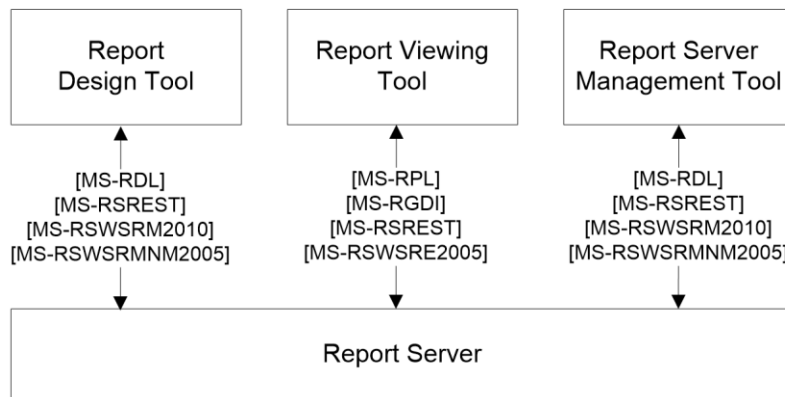 Report
Design Tool
Report Viewing
Tool
Report Server
Management Tool
[MS-RDL]
[MS-RSREST]
[MS-RSWSRM2010]
[MS-RSWSRMNM2005]
[MS-RPL]
[MS-RGDI]
[MS-RSREST]
[MS-RSWSRE2005]
[MS-RDL]
[MS-RSREST]
[MS-RSWSRM2010]
[MS-RSWSRMNM2005]
Report Server